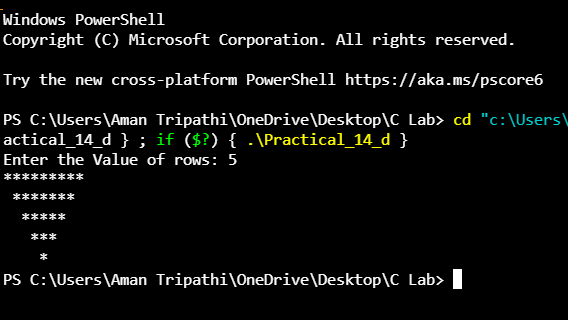 Windows PowerShell
Copyright (C) Microsoft Corporation. All rights reserved.
Try the new cross-platform PowerShell https://aka.ms/pscore6
PS C:\Users\Aman Tripathi\OneDrive\Desktop\C Lab> cd "c:\Users\
actical_14_d } ; if ($?) { .\Practical_14_d }
Enter the Value of rows: 5
*********
 *******
  *****
   ***
    *
PS C:\Users\Aman Tripathi\OneDrive\Desktop\C Lab>